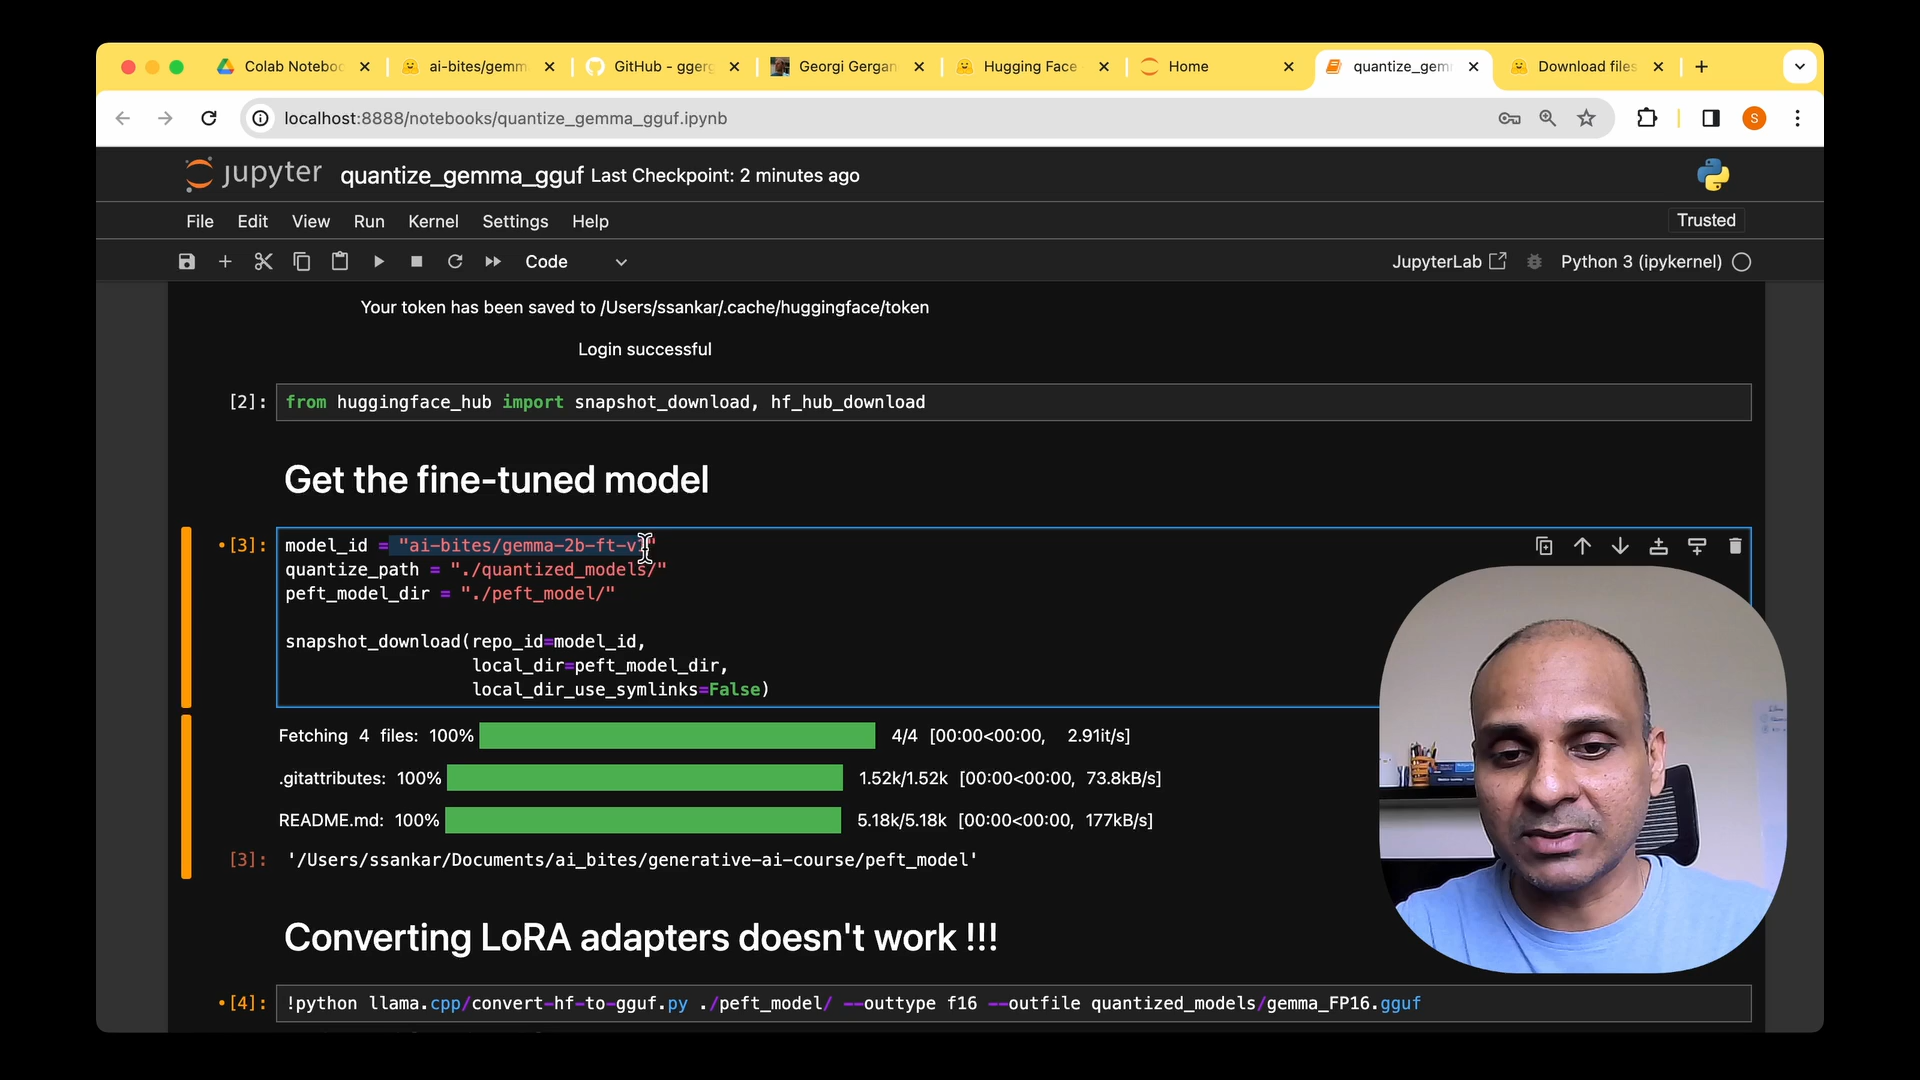 Colab Notebo
ai-bites/gemm
GitHub - gger
Georgi Gergan
Hugging Face
Home
quantize_gem
Download files
localhost:8888/notebooks/quantize_gemma_gguf.ipynb
S
jupyter quantize_gemma_gguf Last Checkpoint: 2 minutes ago
File Edit View Run Kernel Settings Help
Trusted
Code
JupyterLab
Python 3 (ipykernel)
Your token has been saved to /Users/ssankar/.cache/huggingface/token
Login successful
[2]: from huggingface_hub import snapshot_download, hf_hub_download
Get the fine-tuned model
[3]: model_id = "ai-bites/gemma-2b-ft-v1"
quantize_path = "./quantized_models/"
peft_model_dir = "./peft_model/"
snapshot_download(repo_id=model_id,
local_dir=peft_model_dir,
local_dir_use_symlinks=False)
Fetching 4 files: 100% 4/4 [00:00<00:00, 2.91it/s]
.gitattributes: 100% 1.52k/1.52k [00:00<00:00, 73.8kB/s]
README.md: 100% 5.18k/5.18k [00:00<00:00, 177kB/s]
[3]: '/Users/ssankar/Documents/ai_bites/generative-ai-course/peft_model'
Converting LoRA adapters doesn't work !!!
[4]: !python llama.cpp/convert-hf-to-gguf.py ./peft_model/ --outtype f16 --outfile quantized_models/gemma_FP16.gguf